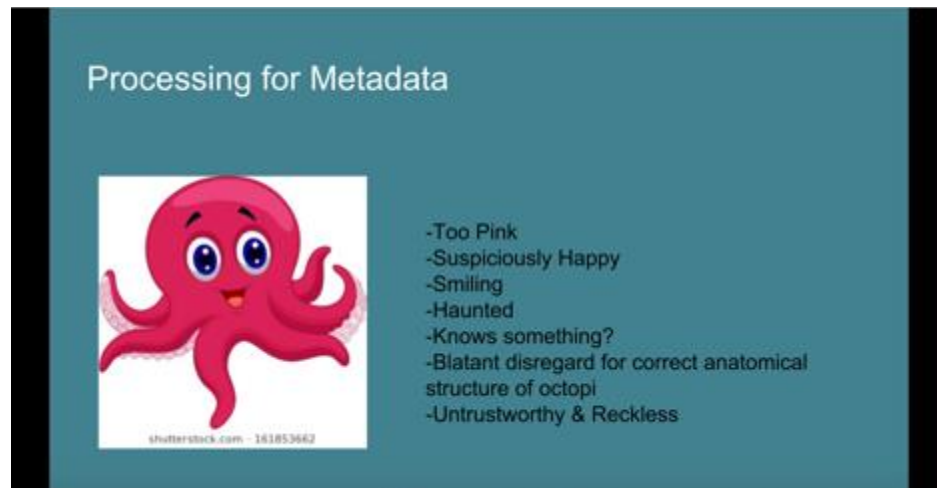 Processing for Metadata
-Too Pink
-Suspiciously Happy
-Smiling
-Haunted
-Knows something?
-Blatant disregard for correct anatomical
structure of octopi
-Untrustworthy & Reckless
shutterstock.com · 161853662